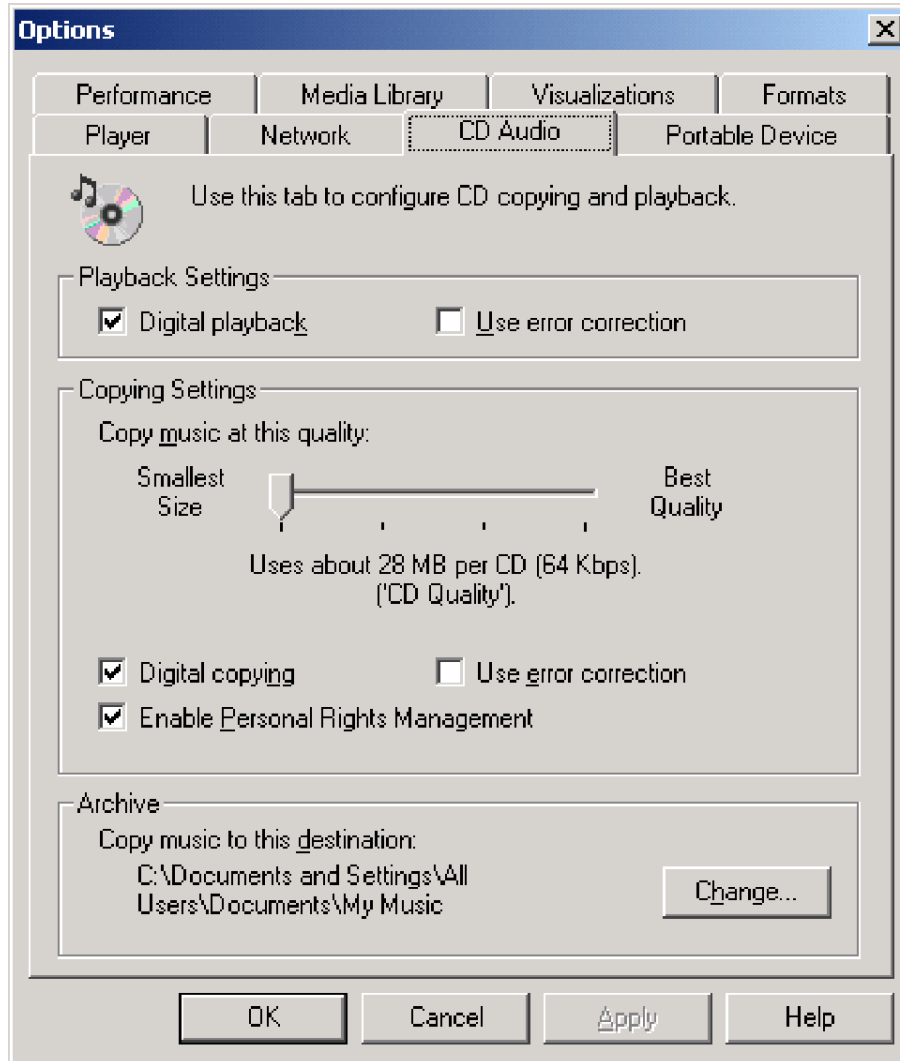 Options
Performance
Media Library
Visualizations
Formats
Player
Network
CD Audio
Portable Device
Use this tab to configure CD copying and playback.
Playback Settings
Digital playback
Use error correction
Copying Settings
Copy music at this quality:
Smallest
Size
Best
Quality
Uses about 28 MB per CD (64 Kbps).
('CD Quality').
Digital copying
Use error correction
Enable Personal Rights Management
Archive
Copy music to this destination:
C:\Documents and Settings\All
Users\Documents\My Music
Change...
OK
Cancel
Apply
Help